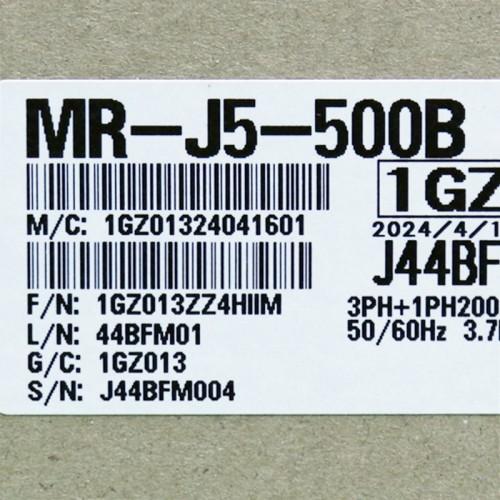 MR-J5-500B
1GZ
M/C: 1GZ01324041601
2024/4/1
J44BF
F/N: 1GZ013ZZ4HIIM
3PH+1PH200
L/N: 44BFM01
50/60Hz 3.7
G/C: 1GZ013
S/N: J44BFM004